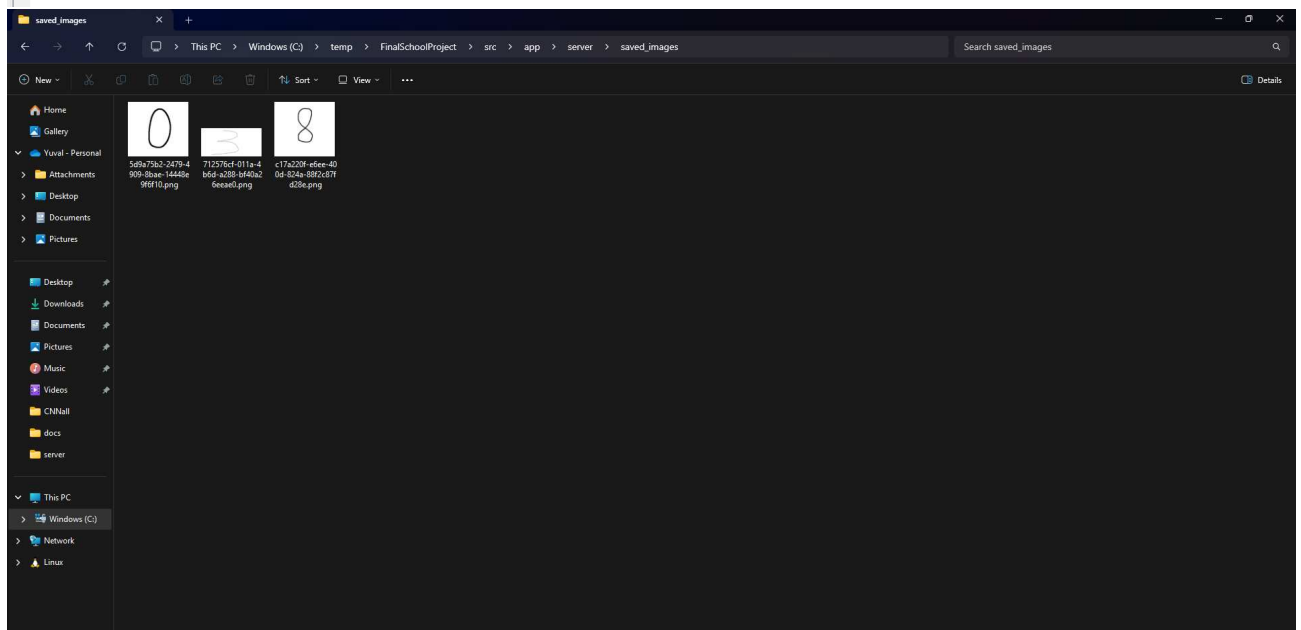 saved_images
This PC > Windows (C:) > temp > FinalSchoolProject > src > app > server > saved_images
Search saved_images
New
Sort
View
...
Details
Home
Gallery
Yuval - Personal
Attachments
Desktop
Documents
Pictures
Desktop
Downloads
Documents
Pictures
Music
Videos
CNNall
docs
server
This PC
Windows (C:)
Network
Linux
0
3
8
5d9a75b2-2479-4
909-8bae-14448e
9f6f10.png
712576cf-011a-4
b6d-a288-bf40a2
6eeae0.png
c17a220f-e6ee-40
0d-824a-88f2c87f
d28e.png